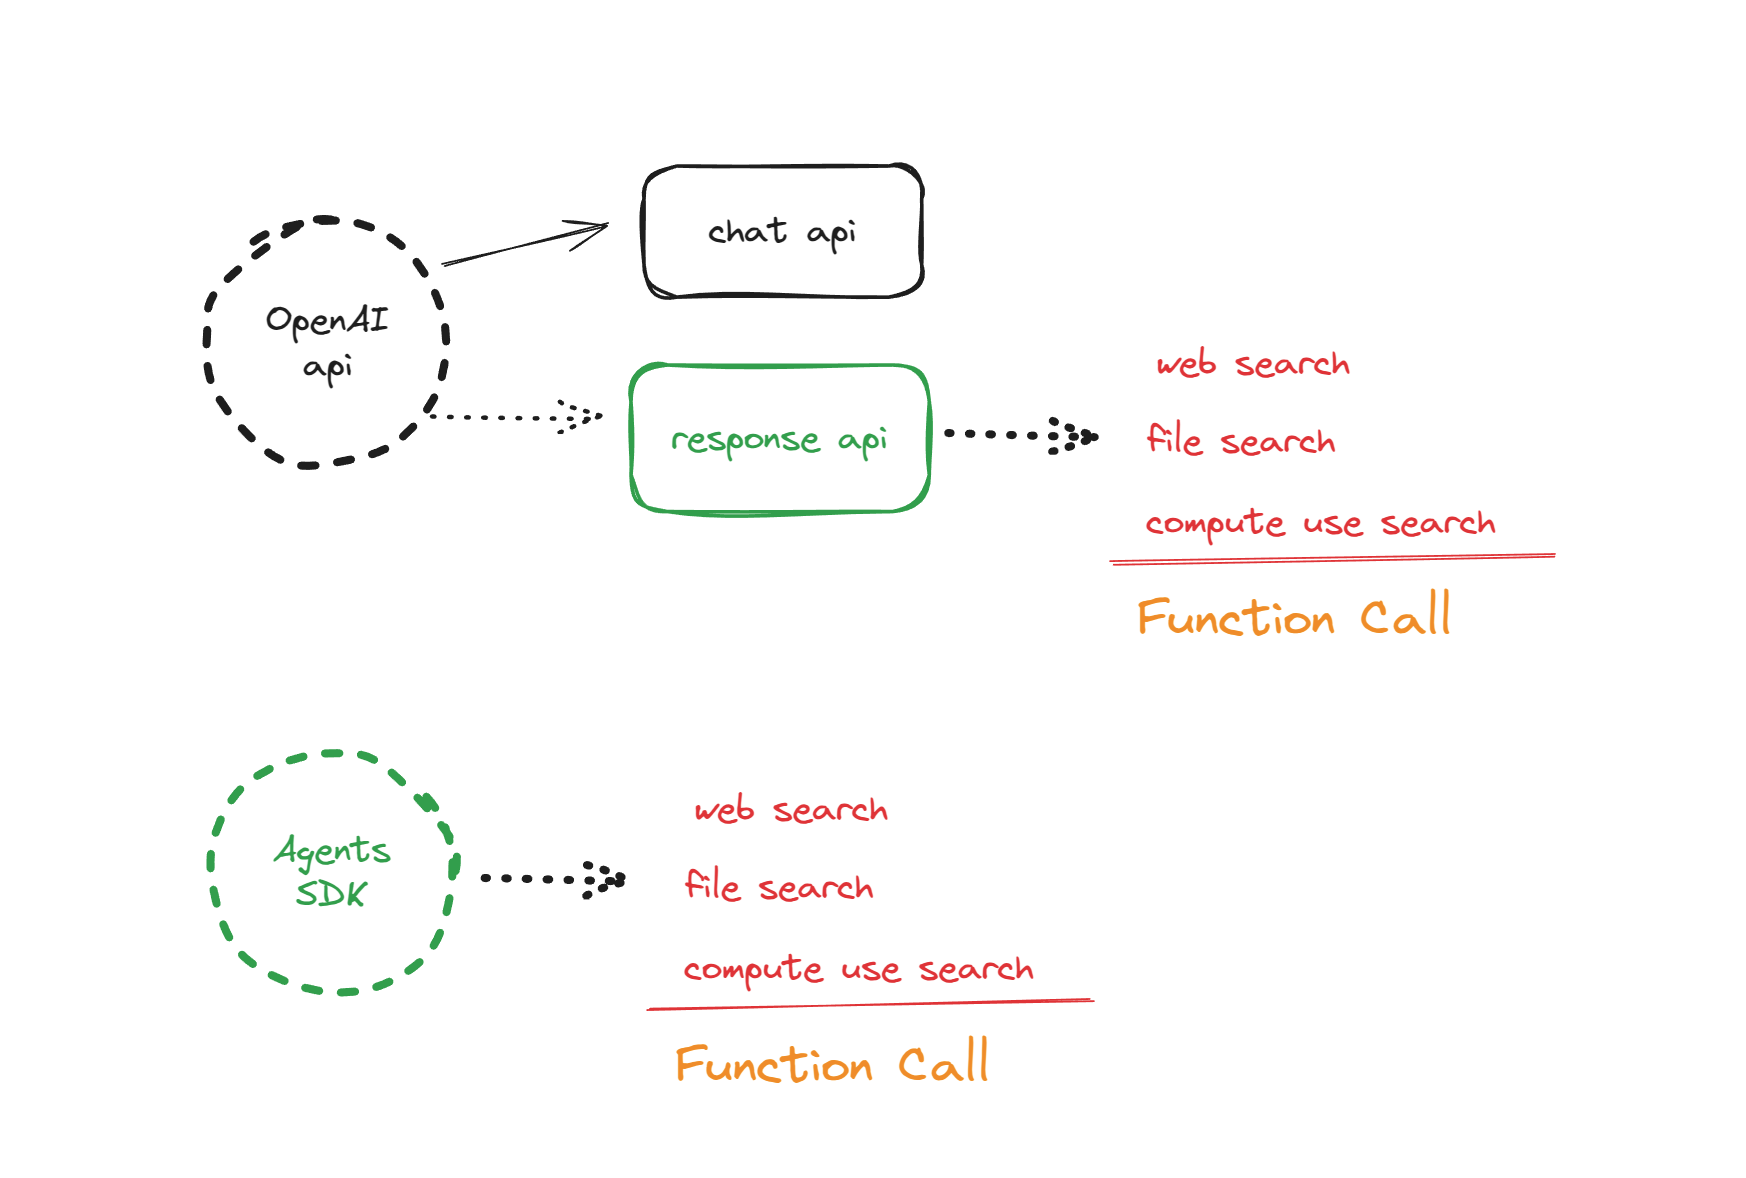 chat api
OpenAI
api
response api
web search
file search
compute use search
Function Call
Agents
SDK
web search
file search
compute use search
Function Call